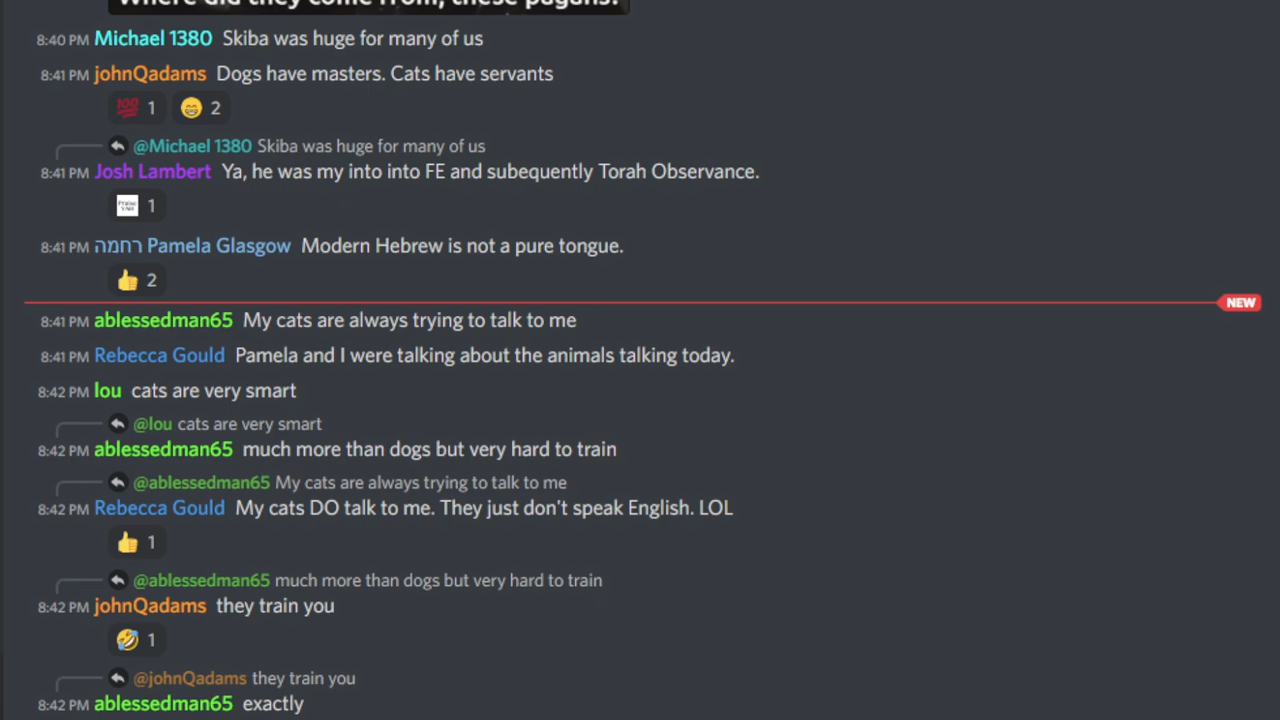 Where did they come from, these pagans?
8:40 PM Michael 1380 Skiba was huge for many of us
8:41 PM johnQadams Dogs have masters. Cats have servants
💯 1 😁 2
@Michael 1380 Skiba was huge for many of us
8:41 PM Josh Lambert Ya, he was my into into FE and subequently Torah Observance.
1
8:41 PM רחמה Pamela Glasgow Modern Hebrew is not a pure tongue.
👍 2
NEW
8:41 PM ablessedman65 My cats are always trying to talk to me
8:41 PM Rebecca Gould Pamela and I were talking about the animals talking today.
8:42 PM lou cats are very smart
@lou cats are very smart
8:42 PM ablessedman65 much more than dogs but very hard to train
@ablessedman65 My cats are always trying to talk to me
8:42 PM Rebecca Gould My cats DO talk to me. They just don't speak English. LOL
👍 1
@ablessedman65 much more than dogs but very hard to train
8:42 PM johnQadams they train you
🤣 1
@johnQadams they train you
8:42 PM ablessedman65 exactly